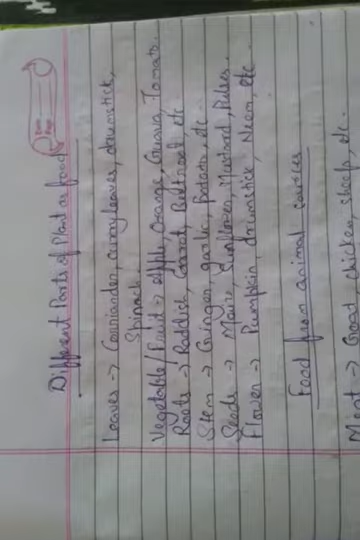 Different Parts of Plant as food
Leaves -> Corriander, curry leaves, drumstick,
Spinach.
Vegetable/Fruit -> Apple, Orange, Guava, Tomato.
Roots -> Raddish, Carrot, Beetroot, etc
Stem -> Ginger, garlic, Potato, etc.
Seeds -> Maize, Sunflower, Mustard, Pulses.
Flower -> Pumpkin, drumstick, Neem, etc
Food from animal sources
Meat -> Goat, chicken, sheep, etc